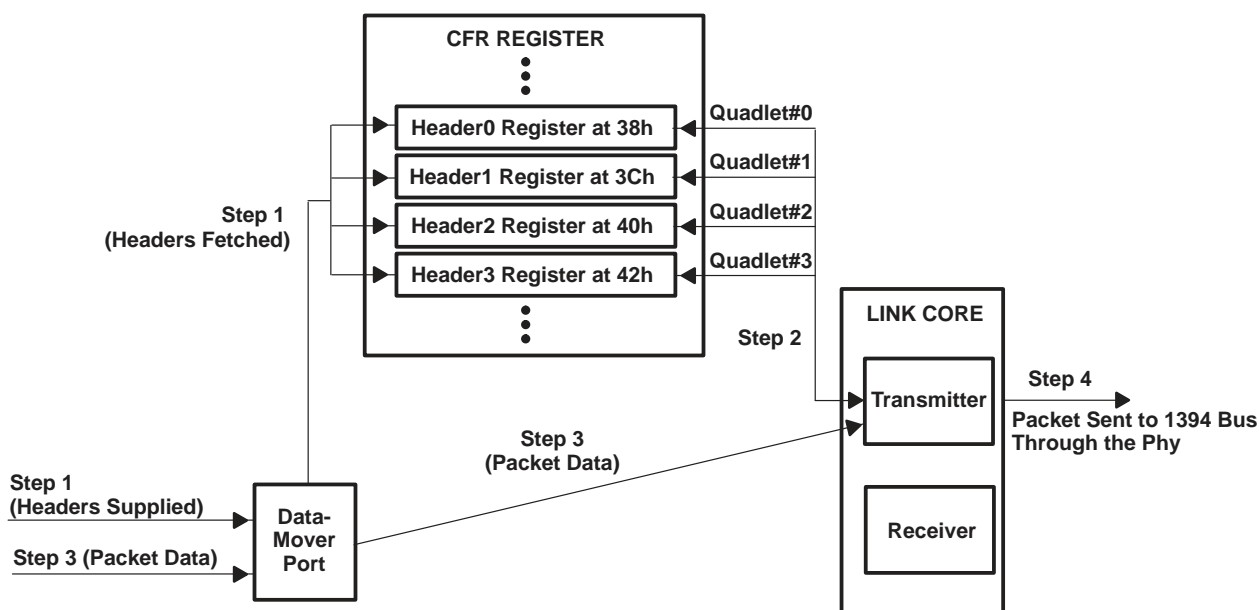 CFR REGISTER
Header0 Register at 38h
Header1 Register at 3Ch
Header2 Register at 40h
Header3 Register at 42h
Quadlet#0
Quadlet#1
Quadlet#2
Quadlet#3
Step 1
(Headers Fetched)
Step 2
LINK CORE
Transmitter
Receiver
Step 4
Packet Sent to 1394 Bus
Through the Phy
Step 3
(Packet Data)
Step 1
(Headers Supplied)
Step 3 (Packet Data)
Data-
Mover
Port